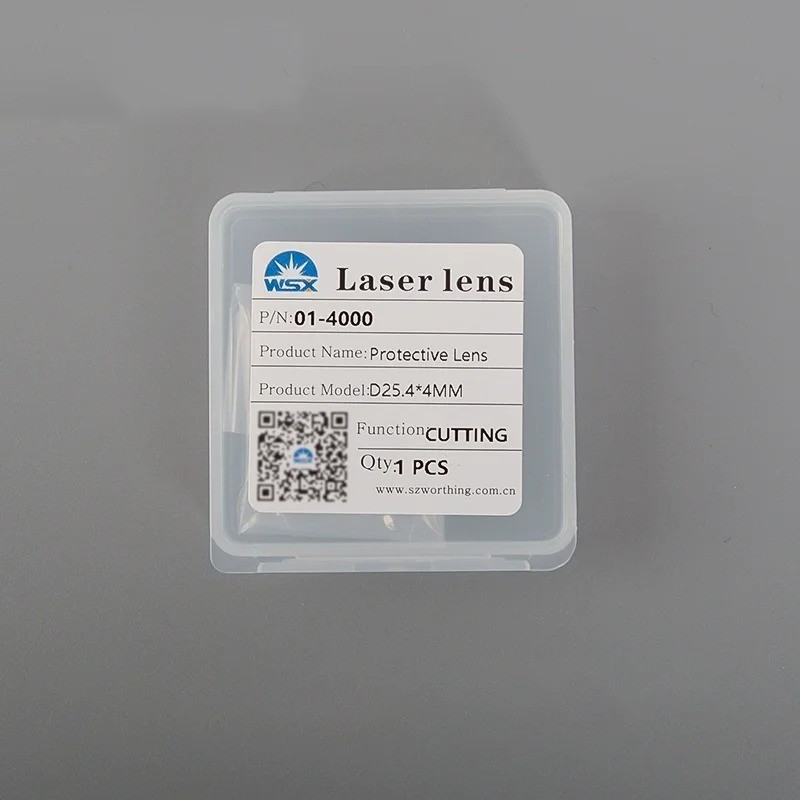 WSX Laser lens
P/N:01-4000
Product Name:Protective Lens
Product Model:D25.4*4MM
WSX
Function:CUTTING
Qty:1 PCS
www.szworthing.com.cn